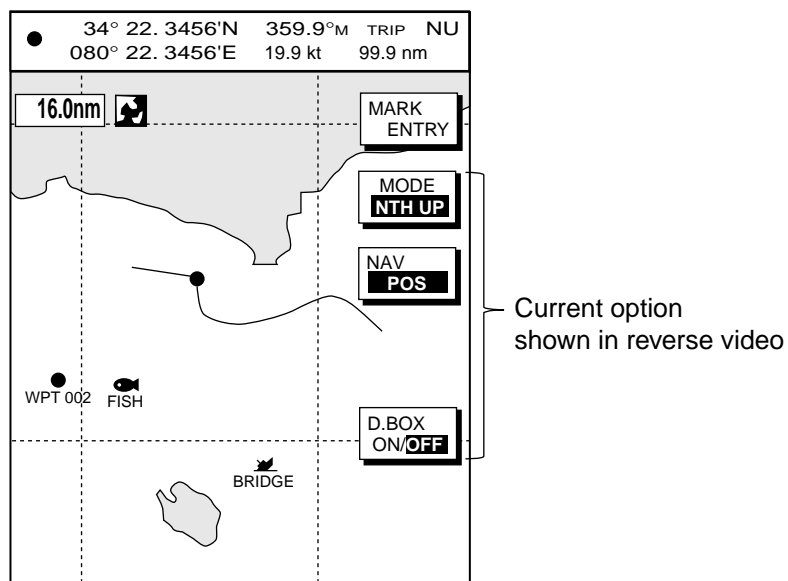 34° 22. 3456'N 359.9°M TRIP NU
080° 22. 3456'E 19.9 kt 99.9 nm
16.0nm
MARK
ENTRY
MODE
NTH UP
NAV
POS
Current option
shown in reverse video
WPT 002
FISH
D.BOX
ON/OFF
BRIDGE